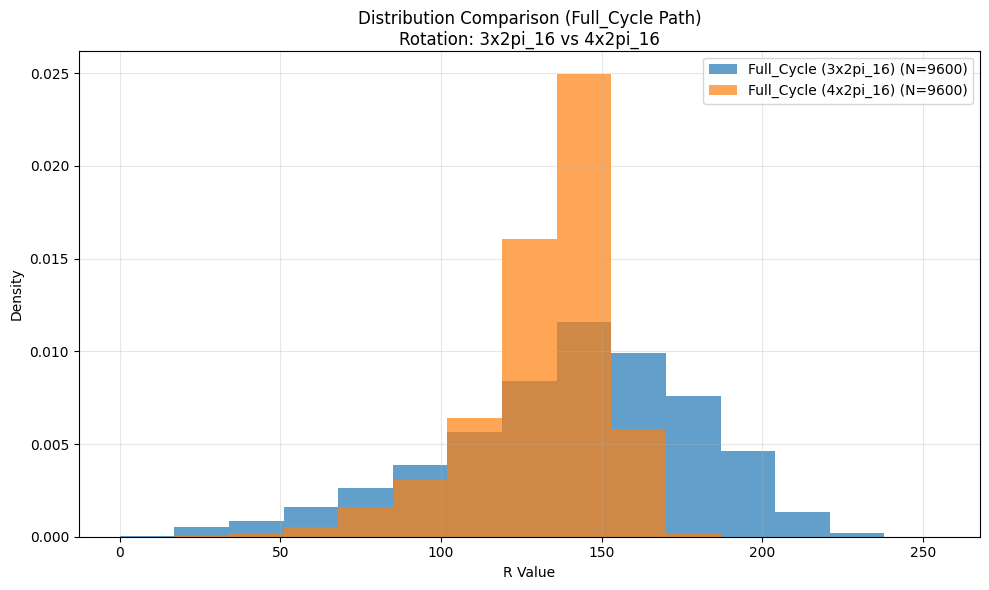 Distribution Comparison (Full_Cycle Path)
Rotation: 3x2pi_16 vs 4x2pi_16
Full_Cycle (3x2pi_16) (N=9600)
Full_Cycle (4x2pi_16) (N=9600)
Density
0.025
0.020
0.015
0.010
0.005
0.000
0 50 100 150 200 250
R Value